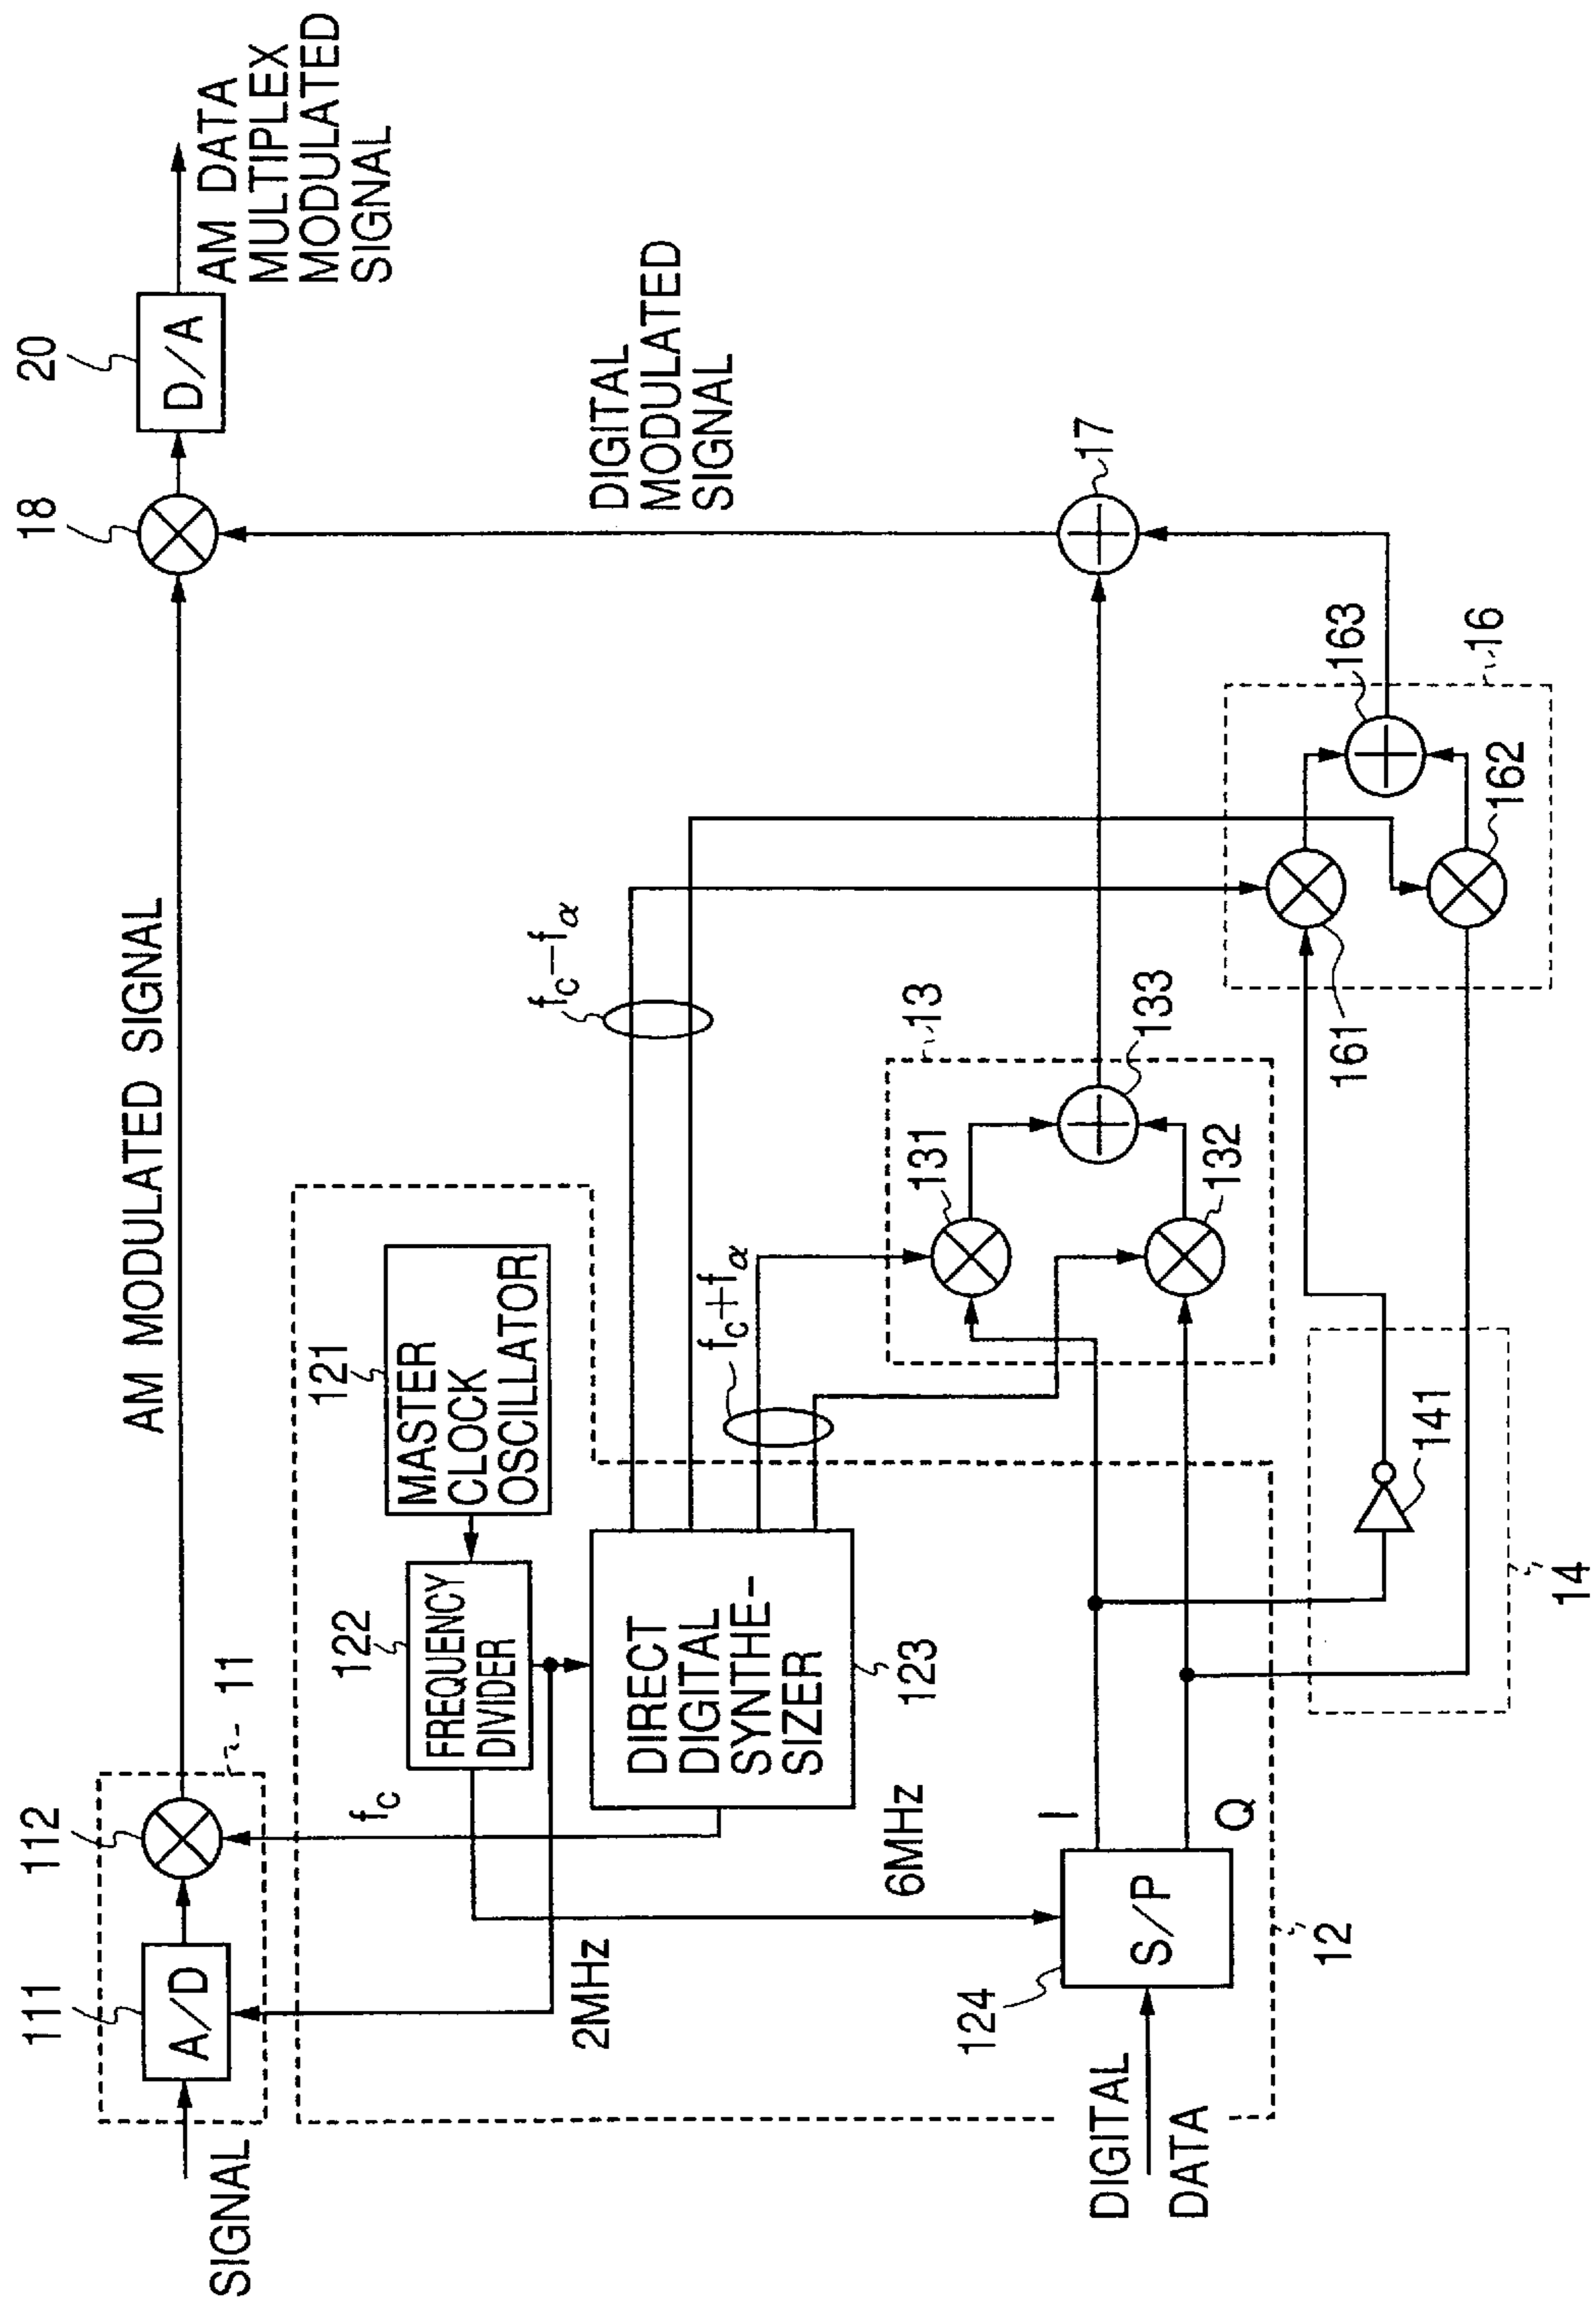 111
112
11
SIGNAL
A/D
AM MODULATED SIGNAL
18
20
D/A
AM DATA
MULTIPLEX
MODULATED
SIGNAL
fc
122
FREQUENCY
DIVIDER
121
MASTER
CLOCK
OSCILLATOR
2MHz
DIRECT
DIGITAL
SYNTHE-
SIZER
123
6MHz
fc+fα
fc−fα
DIGITAL
MODULATED
SIGNAL
13
131
132
133
17
124
S/P
I
Q
DIGITAL
DATA
12
141
14
161
162
163
16